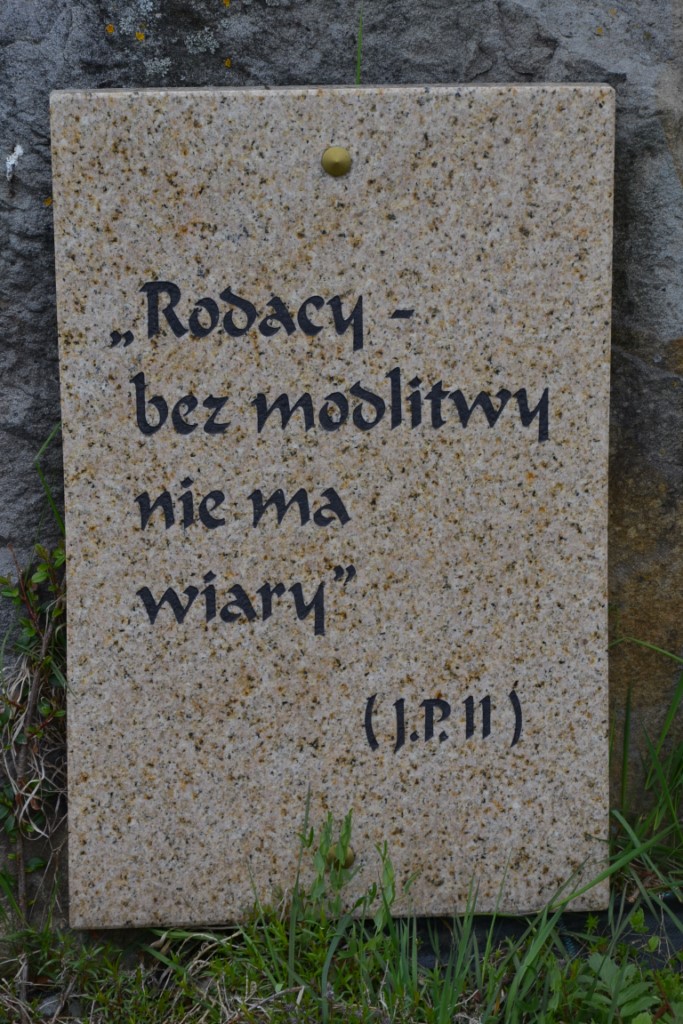 „Rodacy -
bez modlitwy
nie ma
wiary”
(J.P. II)